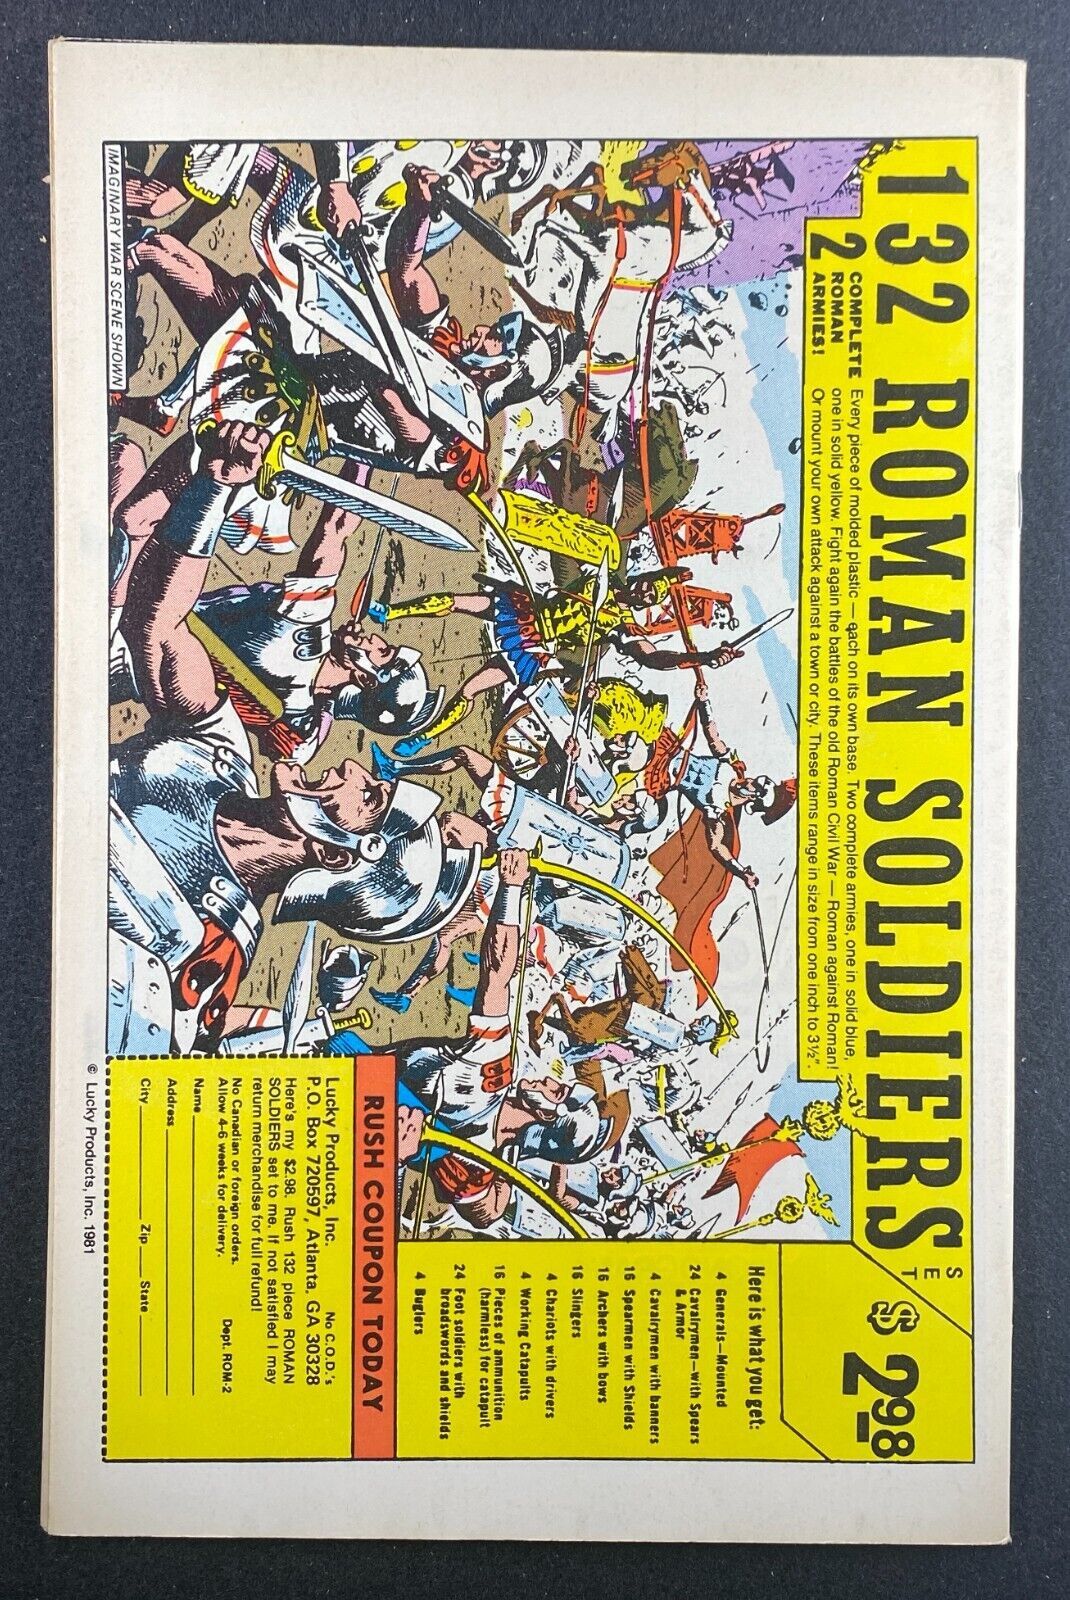 132 ROMAN SOLDIERS
SET
$2.98
2 COMPLETE ROMAN ARMIES!
Every piece of molded plastic — each on its own base. Two complete armies, one in solid blue,
one in solid yellow. Fight again the battles of the old Roman Civil War — Roman against Roman!
Or mount your own attack against a town or city. These items range in size from one inch to 3½".
IMAGINARY WAR SCENE SHOWN
Here is what you get:
4 Generals—Mounted
24 Cavalrymen—with Spears
& Armor
4 Cavalrymen with banners
16 Spearmen with Shields
16 Archers with bows
16 Slingers
4 Chariots with drivers
4 Working Catapults
16 Pieces of ammunition
(harmless) for catapult
24 Foot soldiers with
broadswords and shields
4 Buglers
RUSH COUPON TODAY
Lucky Products, Inc. No C.O.D.'s
P.O. Box 720597, Atlanta, GA 30328
Here's my $2.98. Rush 132 piece ROMAN
SOLDIERS set to me. If not satisfied I may
return merchandise for full refund!
No Canadian or foreign orders.
Allow 4-6 weeks for delivery. Dept. ROM-2
Name
Address
City Zip State
© Lucky Products, Inc. 1981